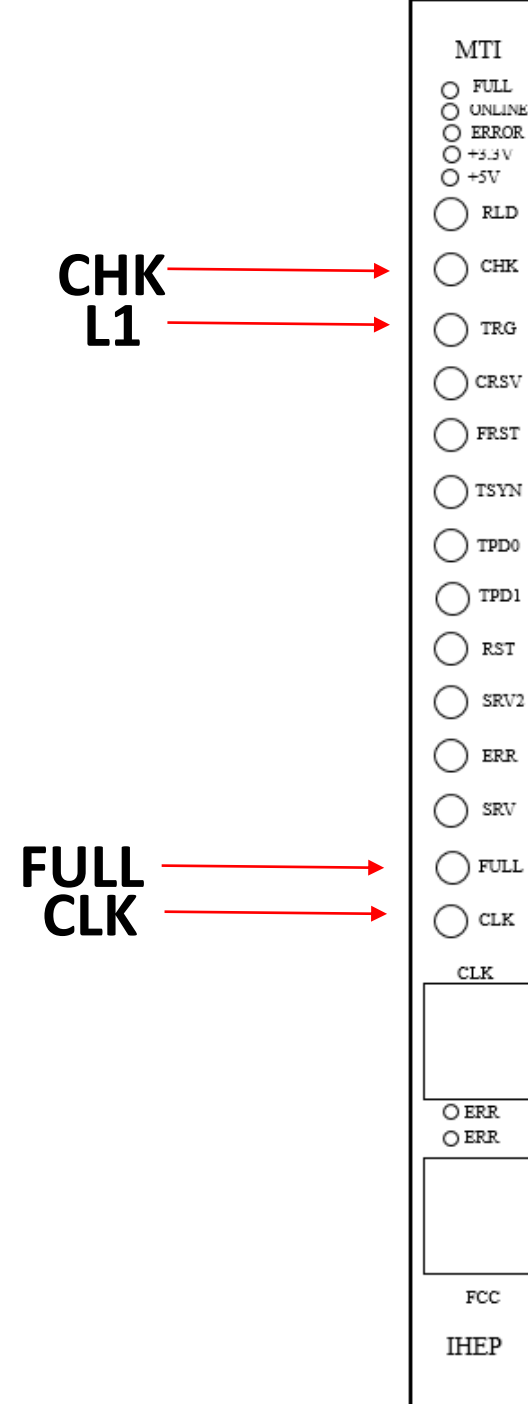 MTI
FULL
ONLINE
ERROR
+3.3V
+5V
RLD
CHK
CHK
L1
TRG
CRSV
FRST
TSYN
TPD0
TPD1
RST
SRV2
ERR
SRV
FULL
FULL
CLK
CLK
CLK
ERR
ERR
FCC
IHEP